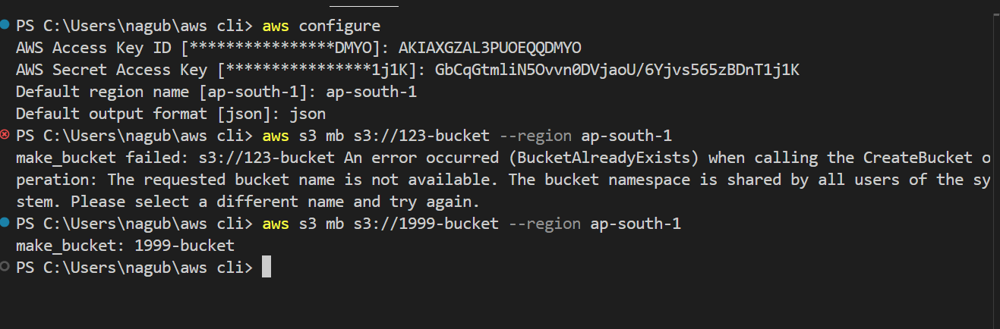 PS C:\Users\nagub\aws cli> aws configure
AWS Access Key ID [****************DMYO]: AKIAXGZAL3PUOEQQDMYO
AWS Secret Access Key [****************1j1K]: 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
Default region name [ap-south-1]: ap-south-1
Default output format [json]: json
PS C:\Users\nagub\aws cli> aws s3 mb s3://123-bucket --region ap-south-1
make_bucket failed: s3://123-bucket An error occurred (BucketAlreadyExists) when calling the CreateBucket o
peration: The requested bucket name is not available. The bucket namespace is shared by all users of the sy
stem. Please select a different name and try again.
PS C:\Users\nagub\aws cli> aws s3 mb s3://1999-bucket --region ap-south-1
make_bucket: 1999-bucket
PS C:\Users\nagub\aws cli>